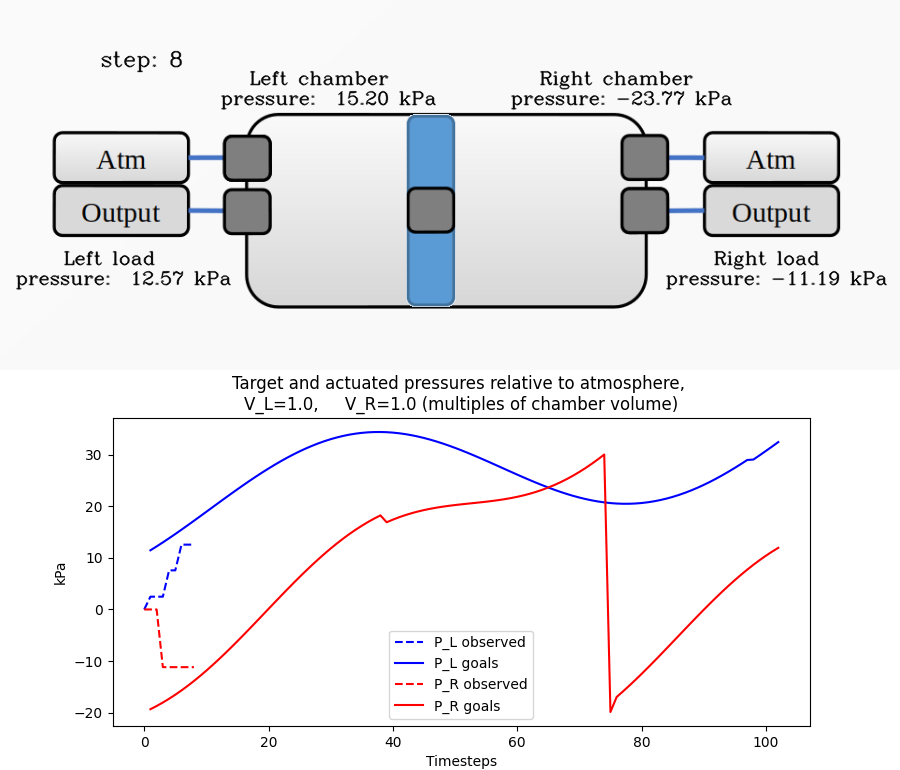 step: 8
Left chamber
pressure: 15.20 kPa
Right chamber
pressure: −23.77 kPa
Atm
Output
Atm
Output
Left load
pressure: 12.57 kPa
Right load
pressure: −11.19 kPa
Target and actuated pressures relative to atmosphere,
V_L=1.0, V_R=1.0 (multiples of chamber volume)
kPa
30
20
10
0
−10
−20
P_L observed
P_L goals
P_R observed
P_R goals
0 20 40 60 80 100
Timesteps